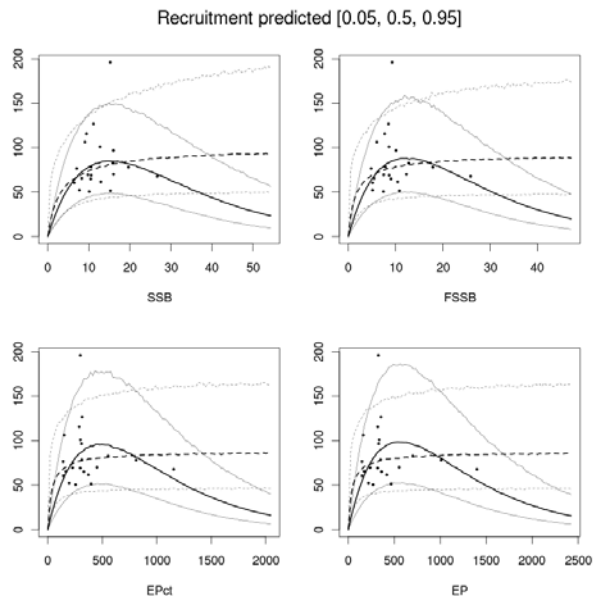 Recruitment predicted [0.05, 0.5, 0.95]
0 50 100 150 200
0 10 20 30 40 50
SSB
0 50 100 150 200
0 10 20 30 40
FSSB
0 50 100 150 200
0 500 1000 1500 2000
EPct
0 50 100 150 200
0 500 1000 1500 2000 2500
EP